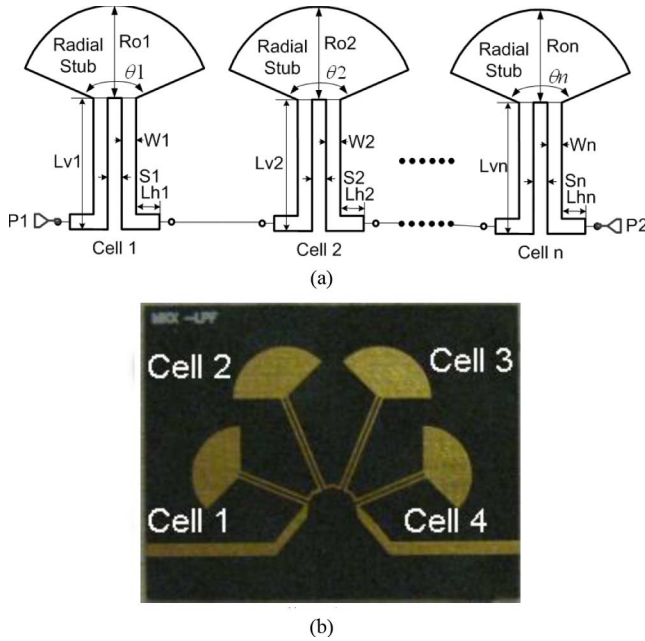 Radial Stub Ro1 θ1
Radial Stub Ro2 θ2
Radial Stub Ron θn
Lv1 W1 S1 Lh1
Lv2 W2 S2 Lh2
Lvn Wn Sn Lhn
P1 P2
Cell 1 Cell 2 Cell n
(a)
Cell 2 Cell 3
Cell 1 Cell 4
(b)